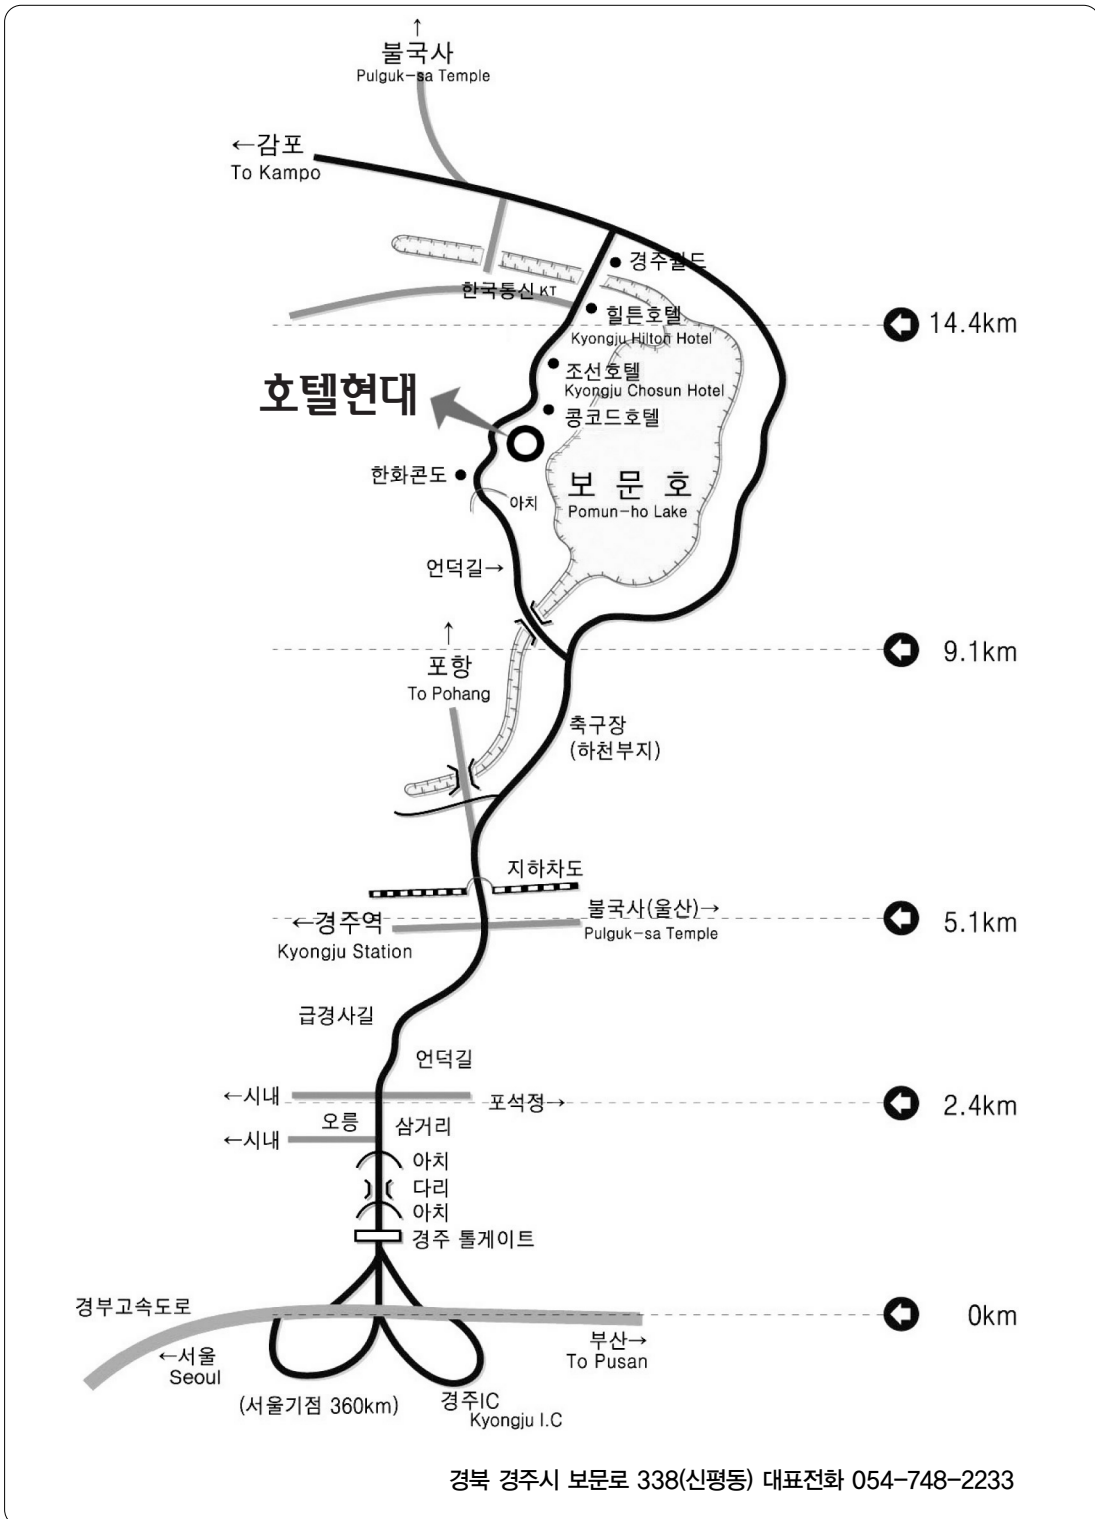 ↑
불국사
Pulguk-sa Temple
←감포
To Kampo
경주월드
한국통신 KT
힐튼호텔
Kyongju Hilton Hotel
14.4km
조선호텔
Kyongju Chosun Hotel
호텔현대
콩코드호텔
한화콘도
보 문 호
Pomun-ho Lake
아치
언덕길→
↑
포항
To Pohang
9.1km
축구장
(하천부지)
지하차도
불국사(울산)→
Pulguk-sa Temple
←경주역
Kyongju Station
5.1km
급경사길
언덕길
←시내
포석정→
2.4km
오릉
삼거리
←시내
아치
다리
아치
경주 톨게이트
경부고속도로
0km
←서울
Seoul
부산→
To Pusan
(서울기점 360km)
경주IC
Kyongju I.C
경북 경주시 보문로 338(신평동) 대표전화 054-748-2233